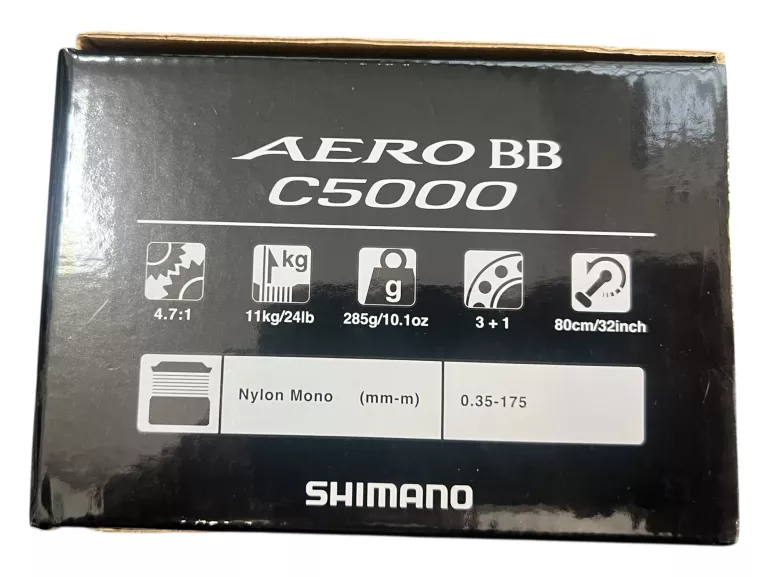 AERO BB
C5000
kg
g
4.7:1 11kg/24lb 285g/10.1oz 3 + 1 80cm/32inch
Nylon Mono (mm-m) 0.35-175
SHIMANO